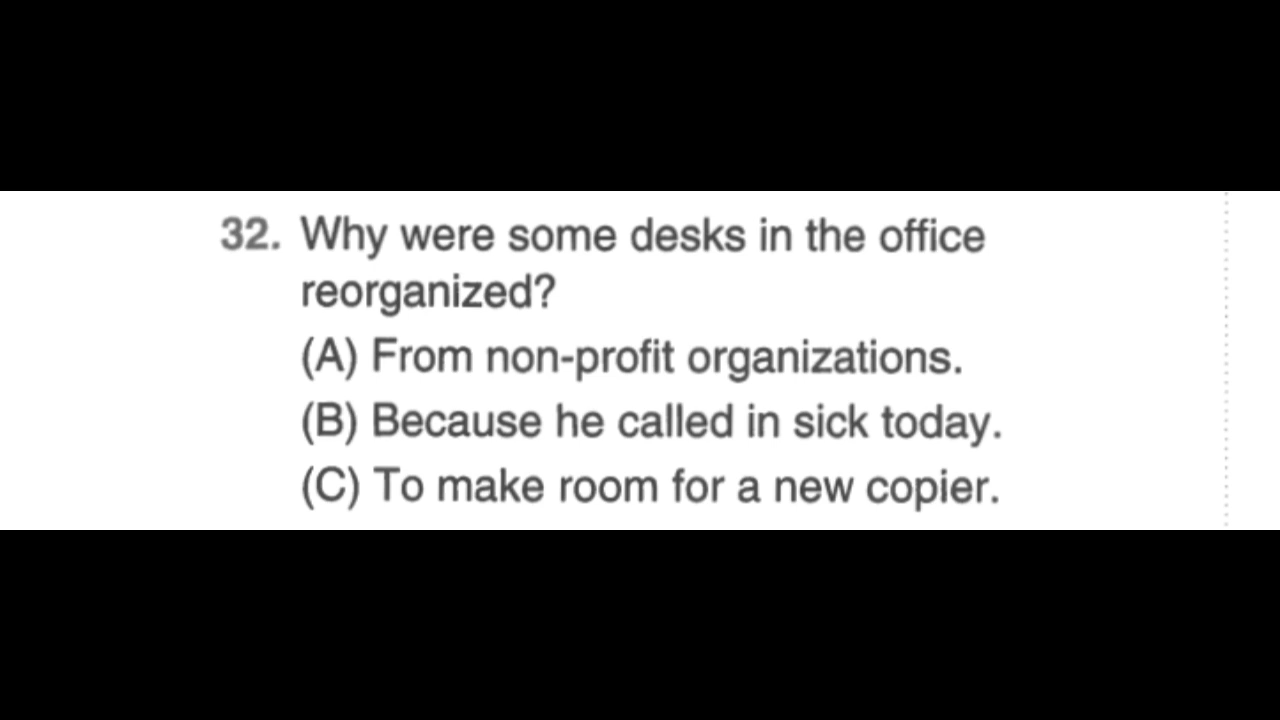 32. Why were some desks in the office
reorganized?
(A) From non-profit organizations.
(B) Because he called in sick today.
(C) To make room for a new copier.